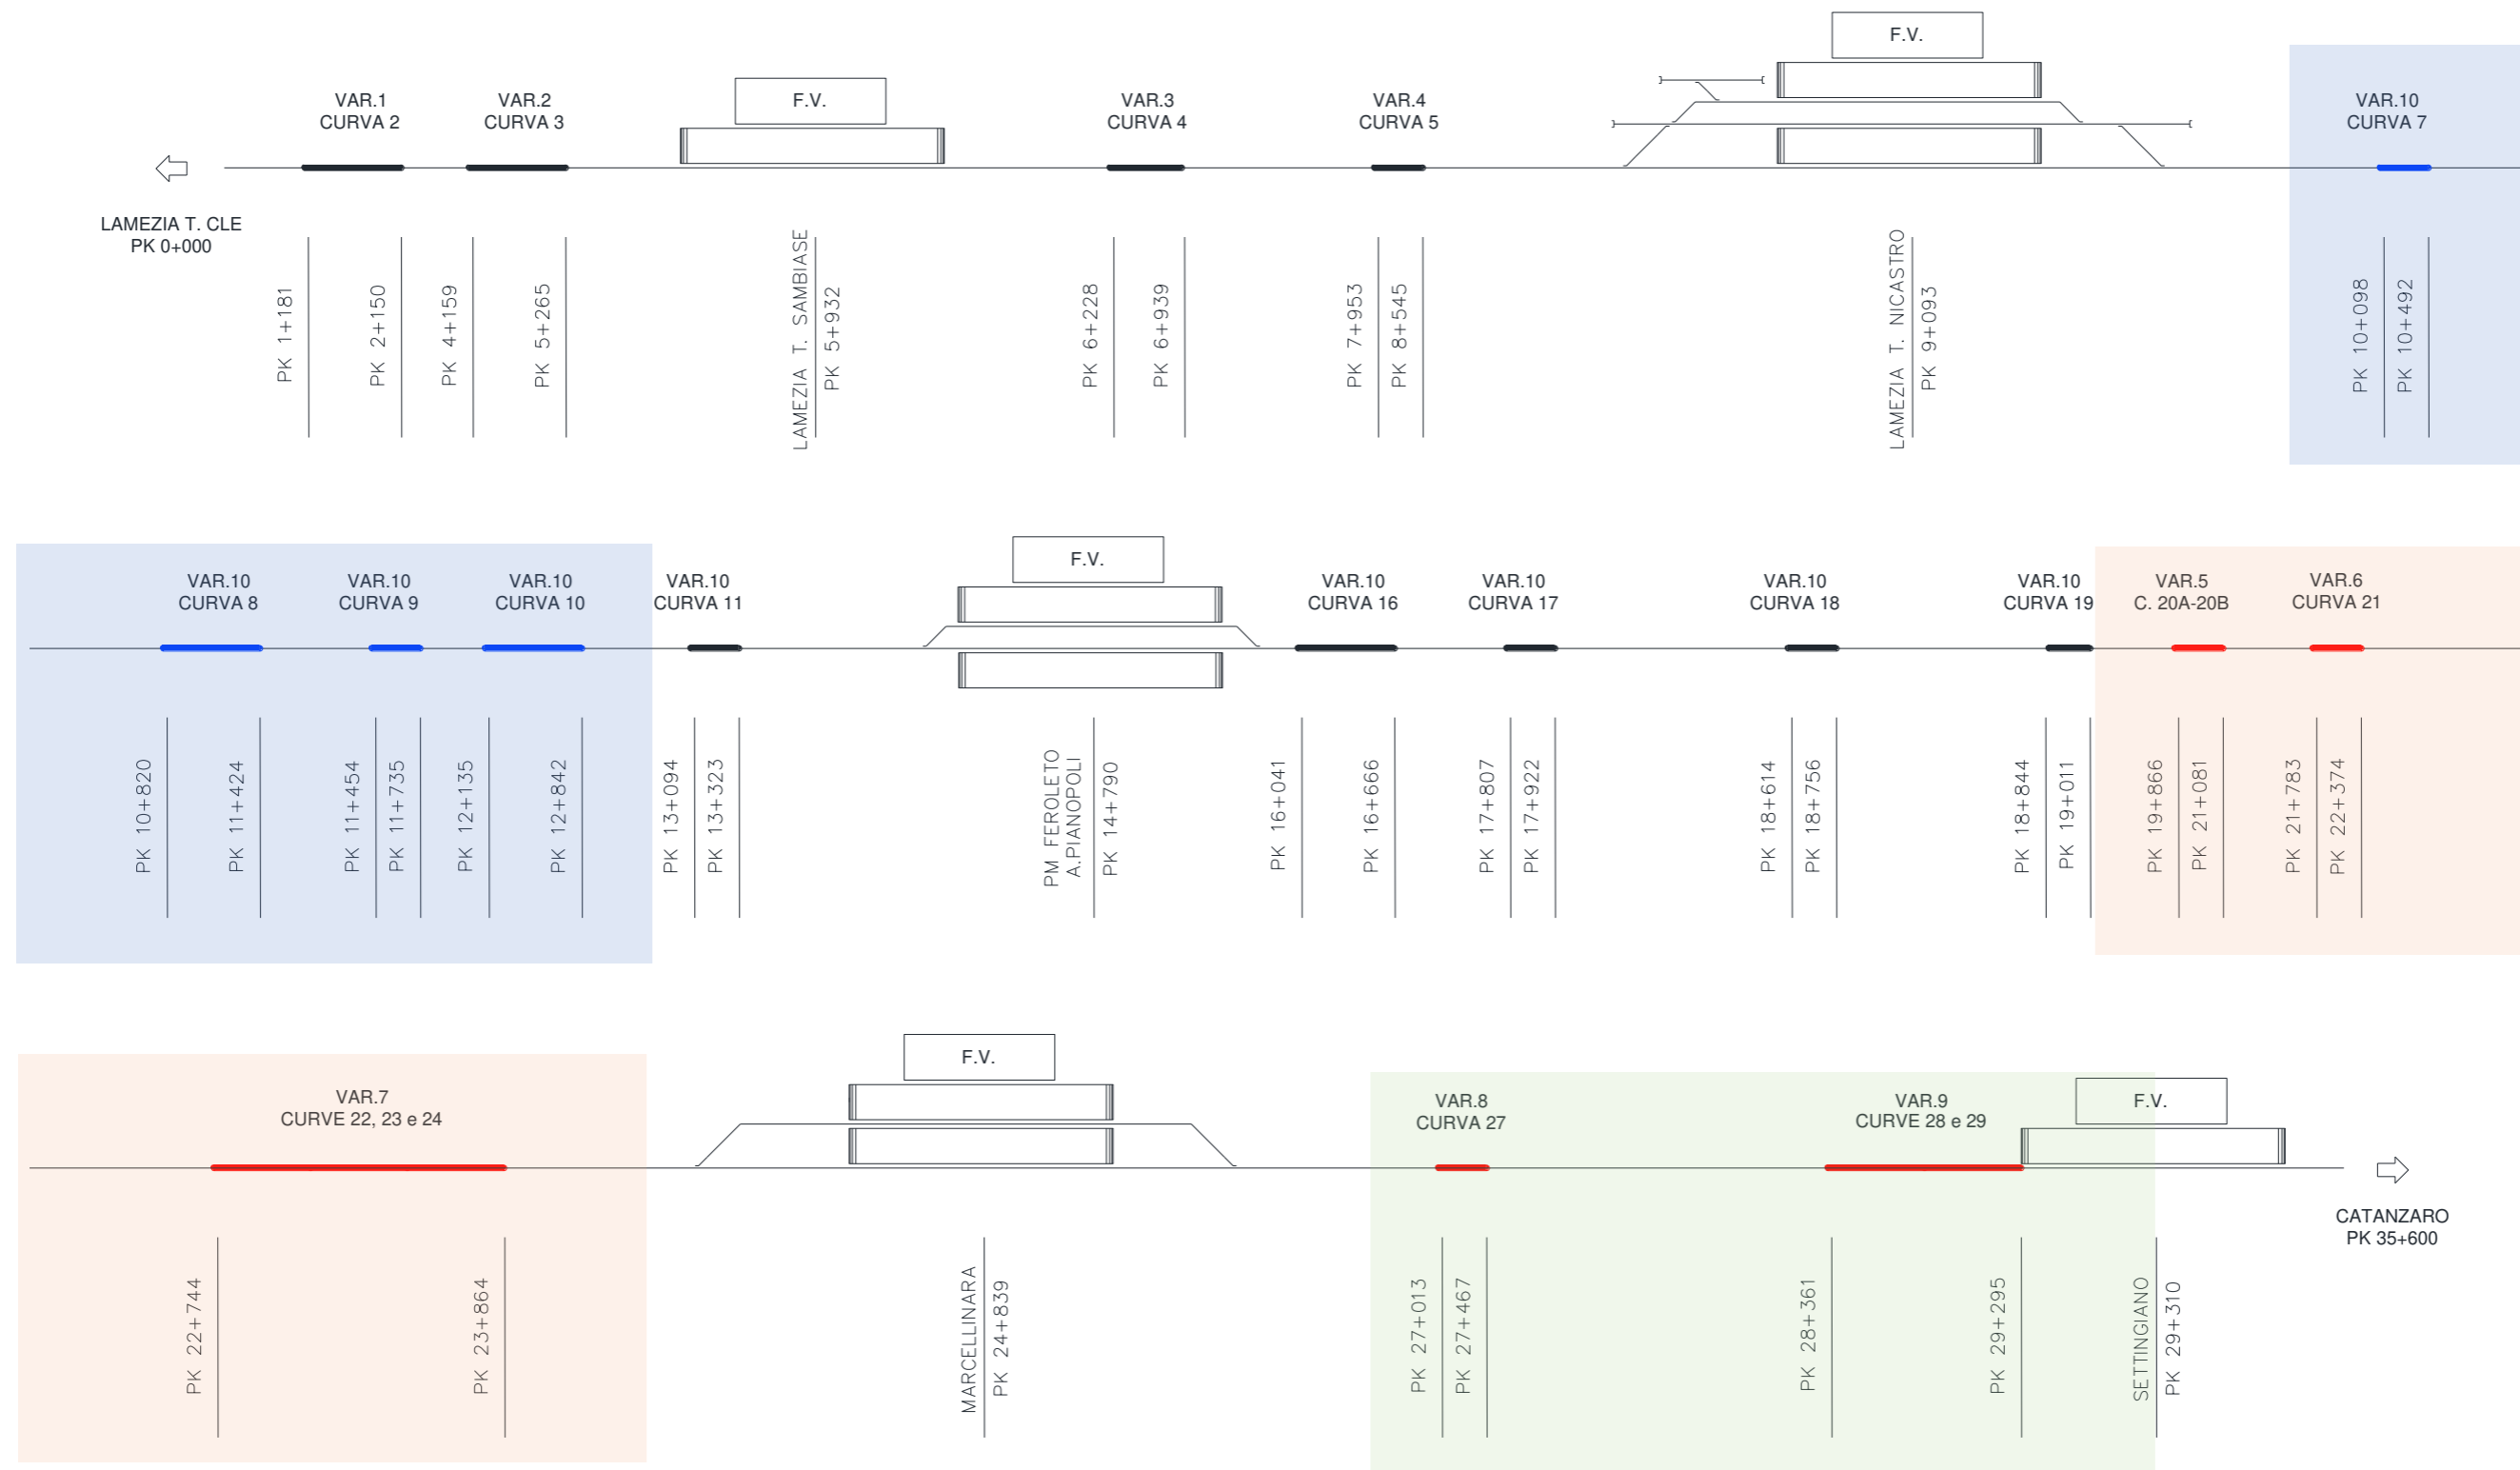 F.V.
VAR.1
CURVA 2
VAR.2
CURVA 3
F.V.
VAR.3
CURVA 4
VAR.4
CURVA 5
VAR.10
CURVA 7
LAMEZIA T. CLE
PK 0+000
PK 1+181
PK 2+150
PK 4+159
PK 5+265
LAMEZIA T. SAMBIASE
PK 5+932
PK 6+228
PK 6+939
PK 7+953
PK 8+545
LAMEZIA T. NICASTRO
PK 9+093
PK 10+098
PK 10+492
F.V.
VAR.10
CURVA 8
VAR.10
CURVA 9
VAR.10
CURVA 10
VAR.10
CURVA 11
VAR.10
CURVA 16
VAR.10
CURVA 17
VAR.10
CURVA 18
VAR.10
CURVA 19
VAR.5
C. 20A-20B
VAR.6
CURVA 21
PK 10+820
PK 11+424
PK 11+454
PK 11+735
PK 12+135
PK 12+842
PK 13+094
PK 13+323
PM FEROLETO
A.PIANOPOLI
PK 14+790
PK 16+041
PK 16+666
PK 17+807
PK 17+922
PK 18+614
PK 18+756
PK 18+844
PK 19+011
PK 19+866
PK 21+081
PK 21+783
PK 22+374
F.V.
VAR.7
CURVE 22, 23 e 24
VAR.8
CURVA 27
VAR.9
CURVE 28 e 29
F.V.
CATANZARO
PK 35+600
PK 22+744
PK 23+864
MARCELLINARA
PK 24+839
PK 27+013
PK 27+467
PK 28+361
PK 29+295
SETTINGIANO
PK 29+310